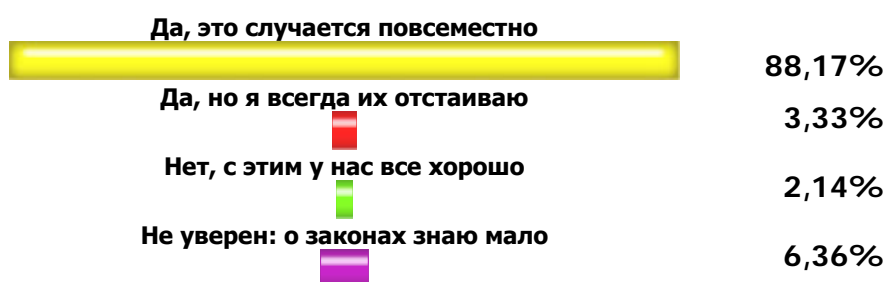 Да, это случается повсеместно
88,17%
Да, но я всегда их отстаиваю
3,33%
Нет, с этим у нас все хорошо
2,14%
Не уверен: о законах знаю мало
6,36%